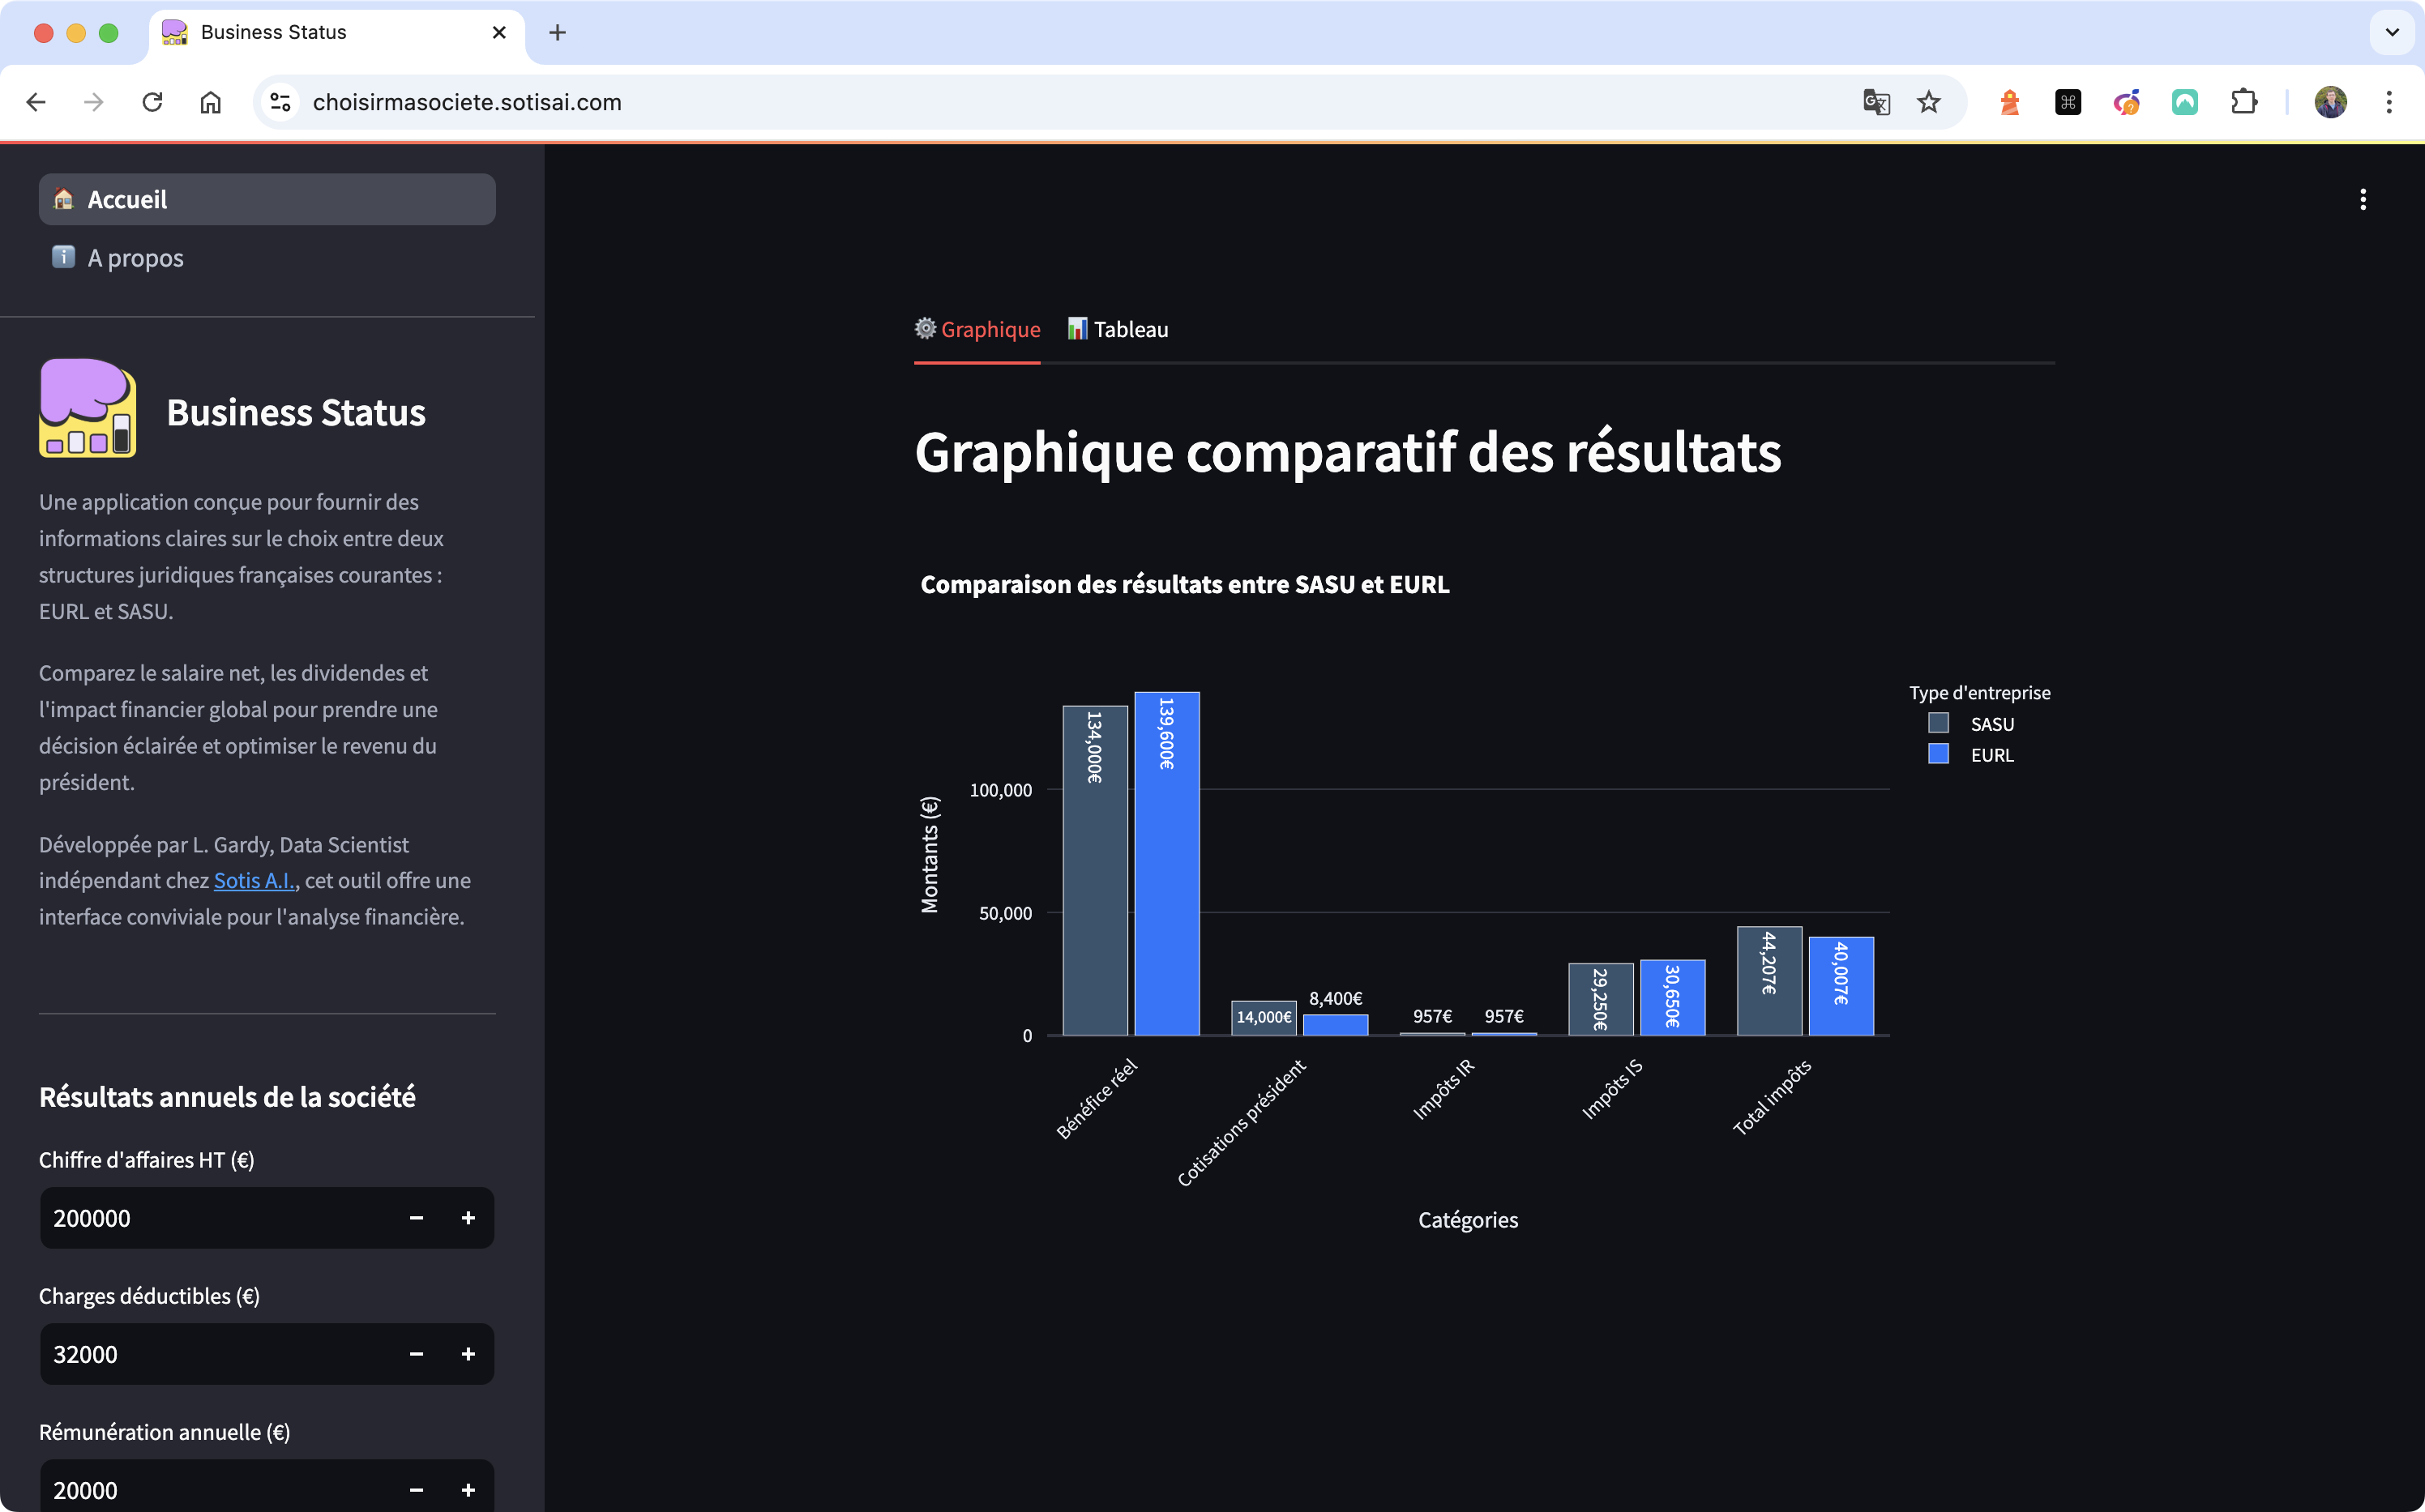 Business Status
choisirmasociete.sotisai.com
Accueil
A propos
Business Status
Une application conçue pour fournir des
informations claires sur le choix entre deux
structures juridiques françaises courantes :
EURL et SASU.
Comparez le salaire net, les dividendes et
l'impact financier global pour prendre une
décision éclairée et optimiser le revenu du
président.
Développée par L. Gardy, Data Scientist
indépendant chez Sotis A.I., cet outil offre une
interface conviviale pour l'analyse financière.
Résultats annuels de la société
Chiffre d'affaires HT (€)
200000
Charges déductibles (€)
32000
Rémunération annuelle (€)
20000
Graphique
Tableau
Graphique comparatif des résultats
Comparaison des résultats entre SASU et EURL
Type d'entreprise
SASU
EURL
Montants (€)
100,000
50,000
0
134,000€
139,600€
14,000€
8,400€
957€
957€
29,250€
30,650€
44,207€
40,007€
Bénéfice réel
Cotisations président
Impôts IR
Impôts IS
Total impôts
Catégories